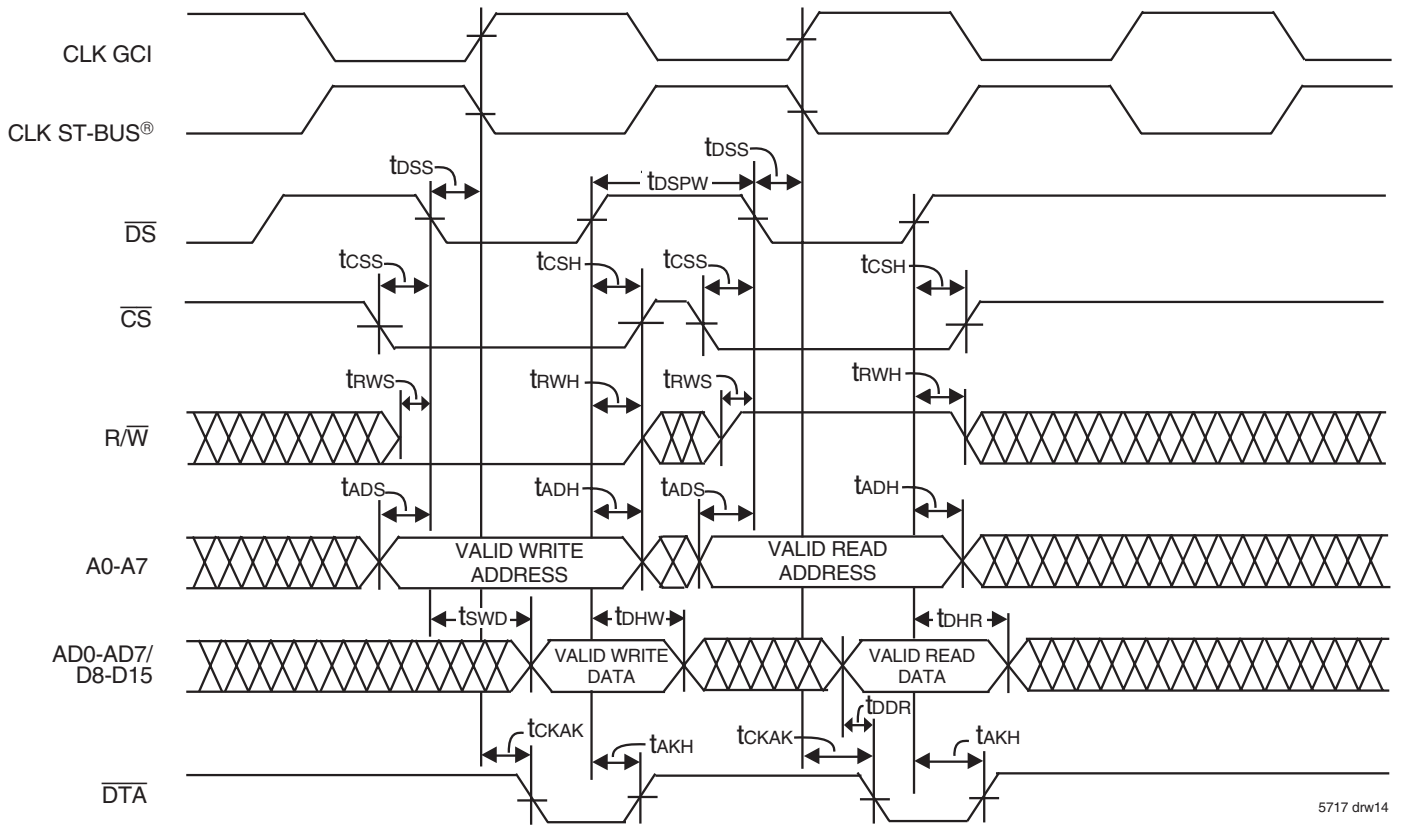 CLK GCI
CLK ST-BUS®
tDSS
tDSS
tDSPW
DS
tCSS
tCSH
tCSS
tCSH
CS
tRWS
tRWH
tRWS
tRWH
R/W
tADS
tADH
tADS
tADH
A0-A7
VALID WRITE
ADDRESS
VALID READ
ADDRESS
tSWD
tDHW
tDHR
AD0-AD7/
D8-D15
VALID WRITE
DATA
VALID READ
DATA
tDDR
tCKAK
tAKH
tCKAK
tAKH
DTA
5717 drw14